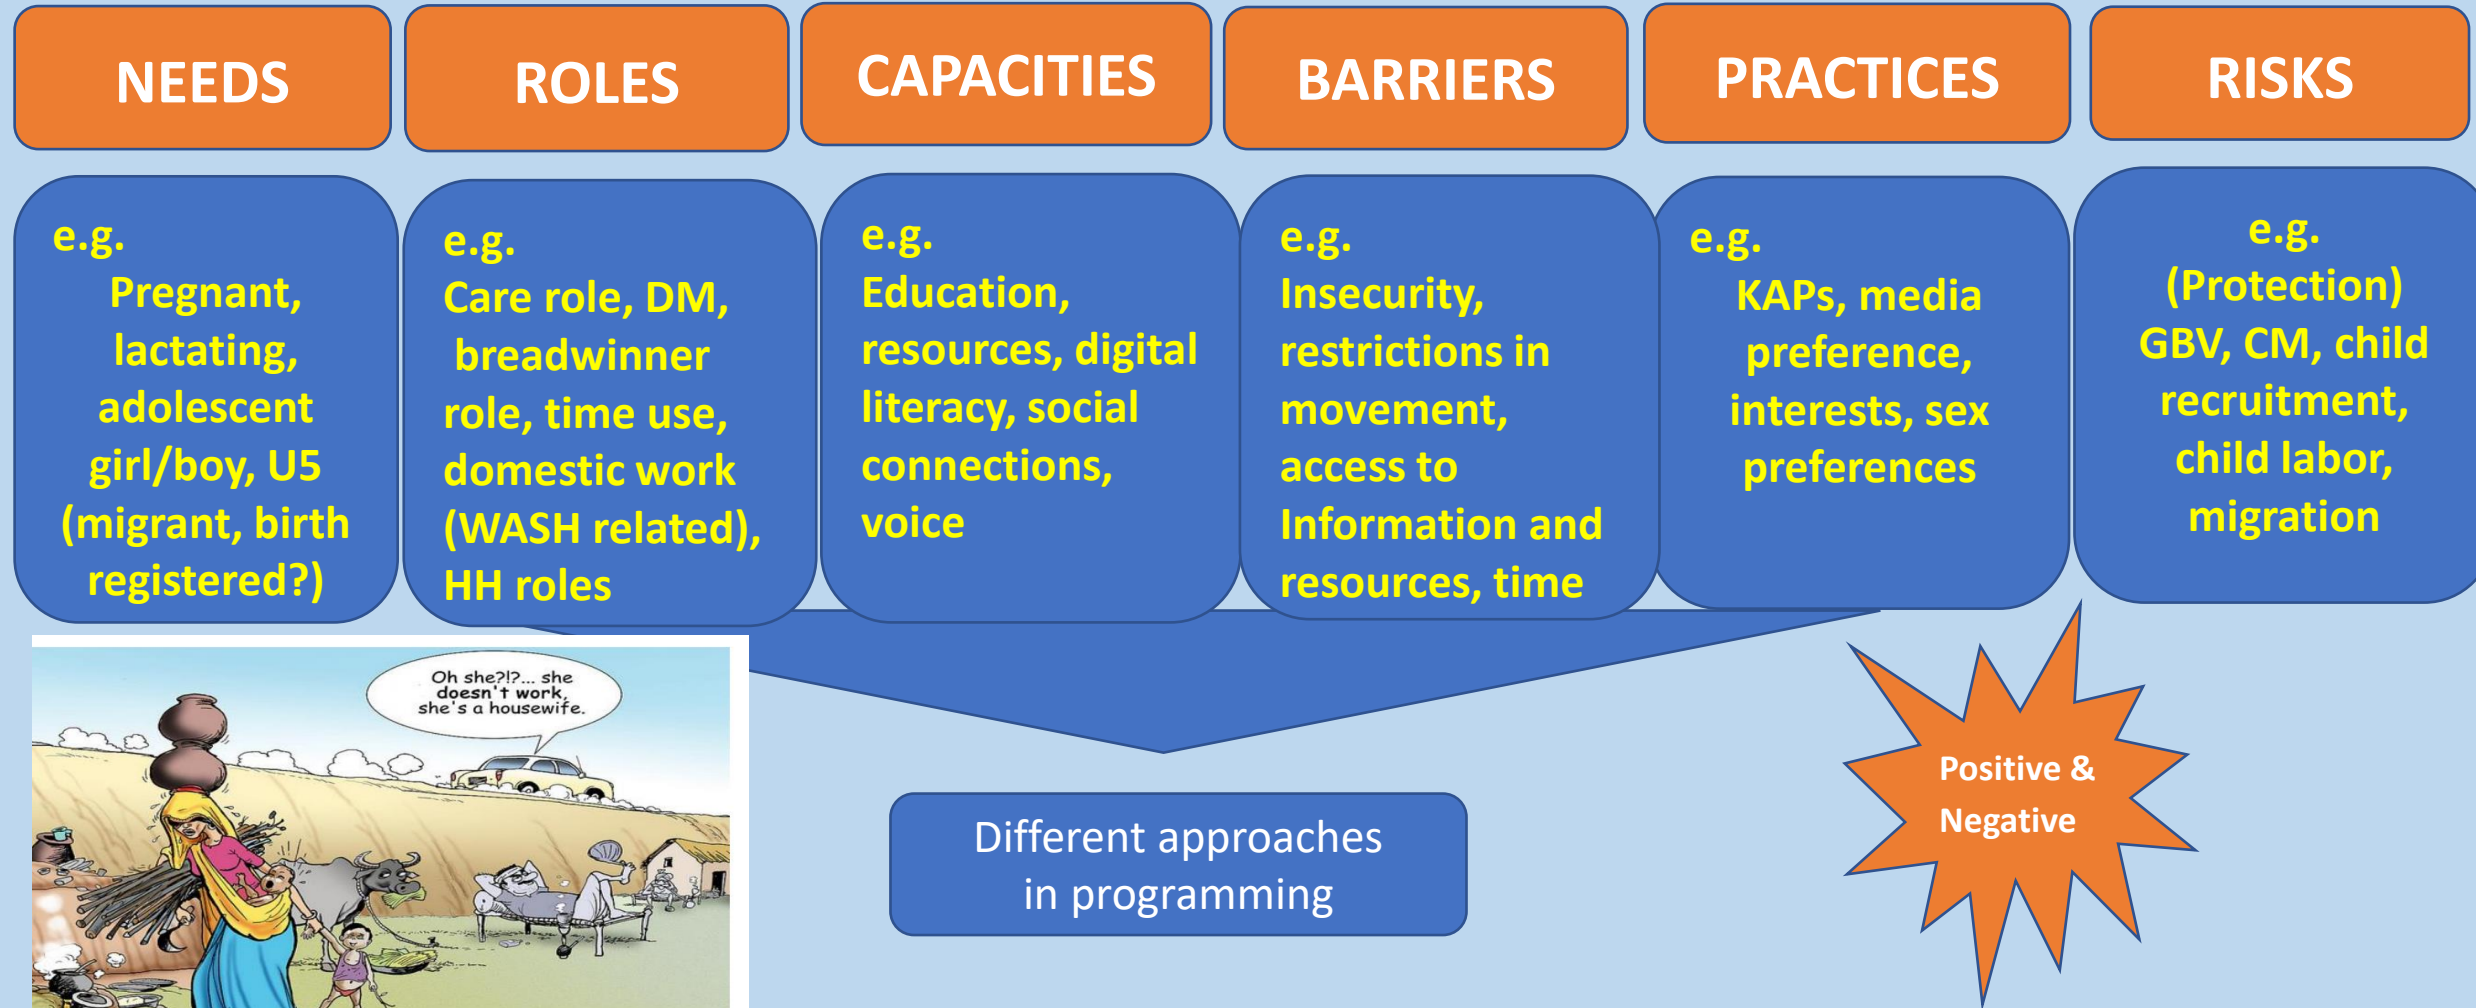 NEEDS
ROLES
CAPACITIES
BARRIERS
PRACTICES
RISKS
e.g.
Pregnant,
lactating,
adolescent
girl/boy, U5
(migrant, birth
registered?)
e.g.
Care role, DM,
breadwinner
role, time use,
domestic work
(WASH related),
HH roles
e.g.
Education,
resources, digital
literacy, social
connections,
voice
e.g.
Insecurity,
restrictions in
movement,
access to
Information and
resources, time
e.g.
KAPs, media
preference,
interests, sex
preferences
e.g.
(Protection)
GBV, CM, child
recruitment,
child labor,
migration
Oh she?!?... she
doesn't work,
she's a housewife.
Different approaches
in programming
Positive &
Negative